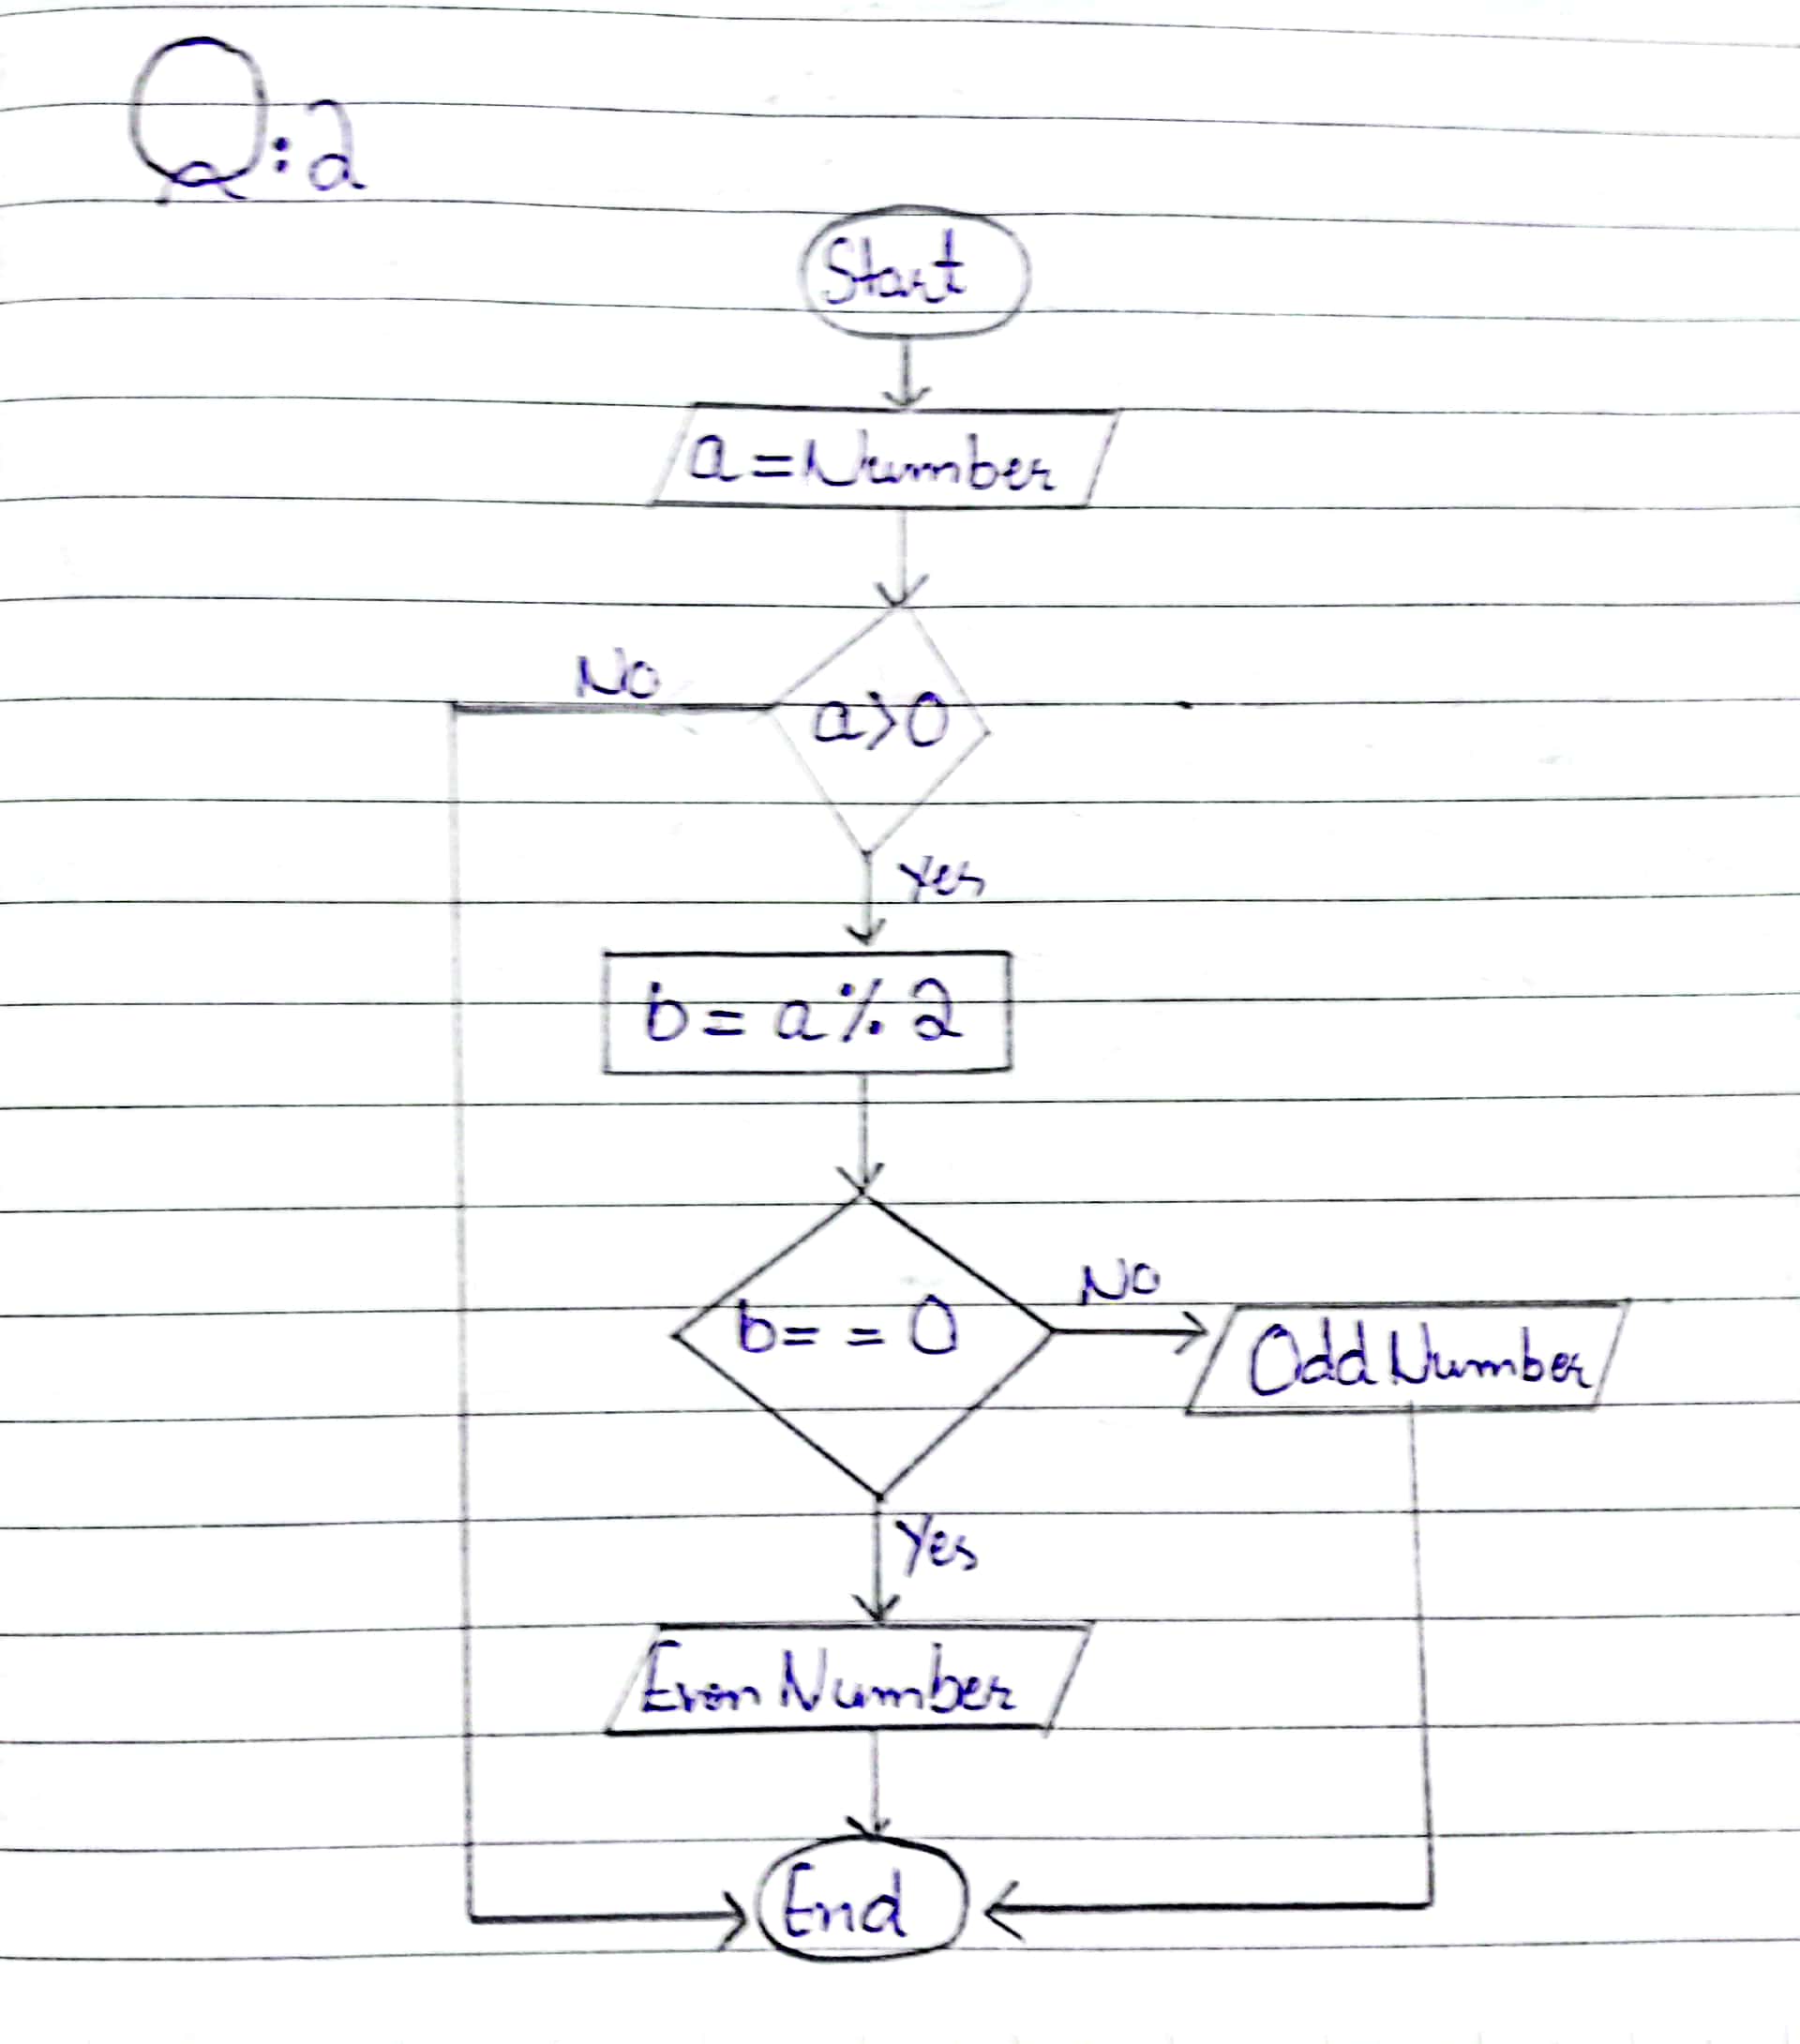 Q:2
Start
a=Number
No
a>0
Yes
b = a % 2
No
b = = 0
Odd Number
Yes
Even Number
End